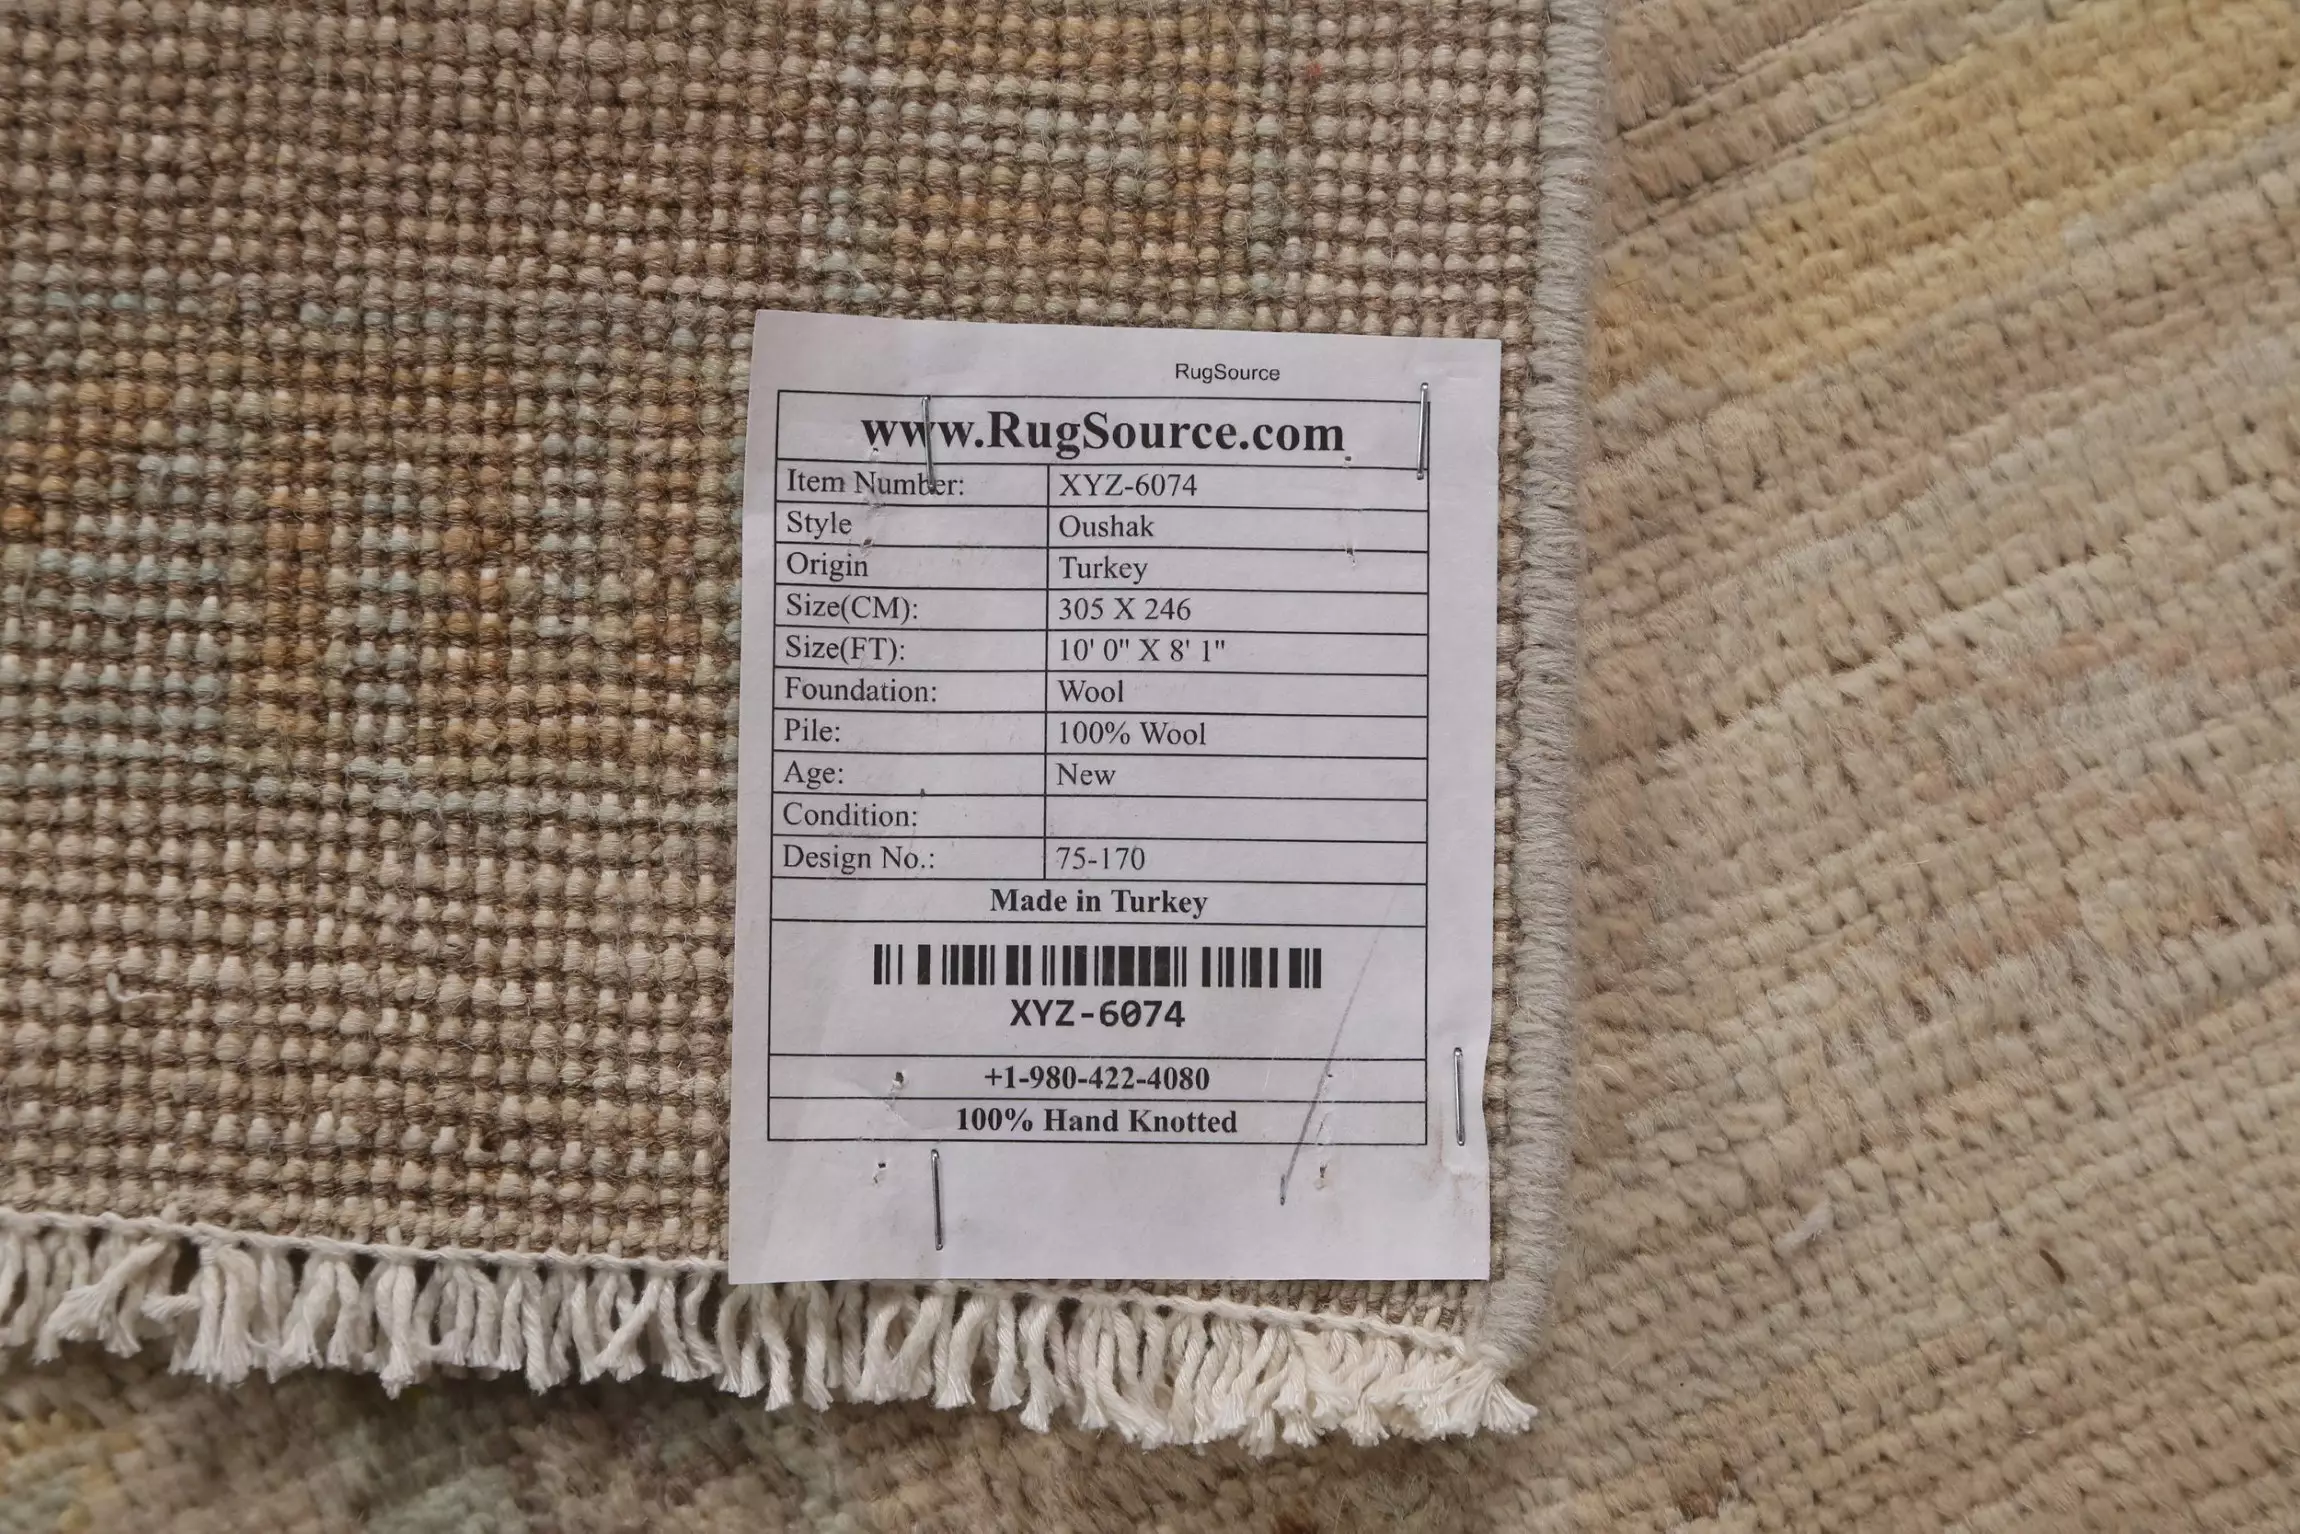 RugSource
www.RugSource.com
Item Number: XYZ-6074
Style Oushak
Origin Turkey
Size(CM): 305 X 246
Size(FT): 10' 0" X 8' 1"
Foundation: Wool
Pile: 100% Wool
Age: New
Condition:
Design No.: 75-170
Made in Turkey
XYZ-6074
+1-980-422-4080
100% Hand Knotted